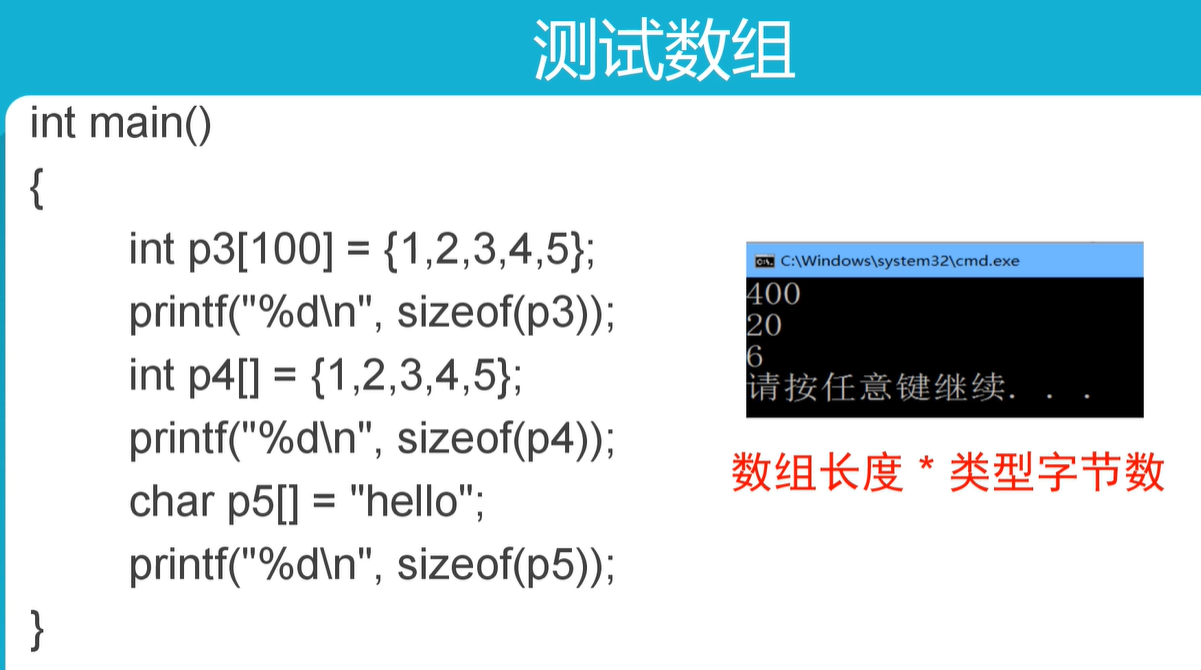 测试数组
int main()
{
int p3[100] = {1,2,3,4,5};
printf("%d\n", sizeof(p3));
int p4[] = {1,2,3,4,5};
printf("%d\n", sizeof(p4));
char p5[] = "hello";
printf("%d\n", sizeof(p5));
}
C:\Windows\system32\cmd.exe
400
20
6
请按任意键继续. . .
数组长度 * 类型字节数